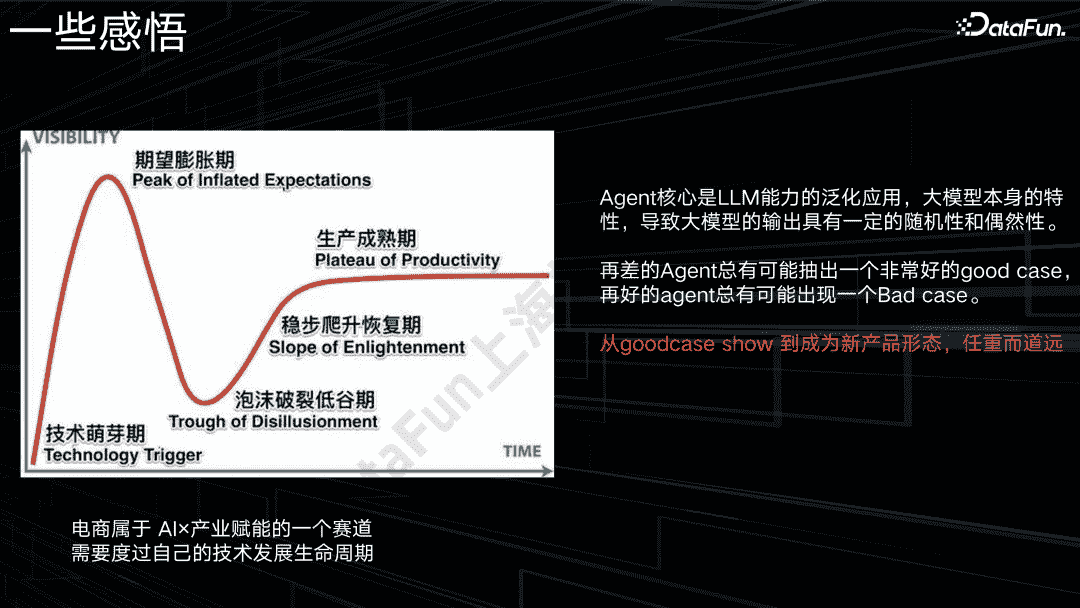 一些感悟
DataFun.
VISIBILITY
期望膨胀期
Peak of Inflated Expectations
生产成熟期
Plateau of Productivity
稳步爬升恢复期
Slope of Enlightenment
泡沫破裂低谷期
Trough of Disillusionment
技术萌芽期
Technology Trigger
TIME
taFun上海
Agent核心是LLM能力的泛化应用，大模型本身的特
性，导致大模型的输出具有一定的随机性和偶然性。
再差的Agent总有可能抽出一个非常好的good case，
再好的agent总有可能出现一个Bad case。
从goodcase show 到成为新产品形态，任重而道远
电商属于 AI×产业赋能的一个赛道
需要度过自己的技术发展生命周期